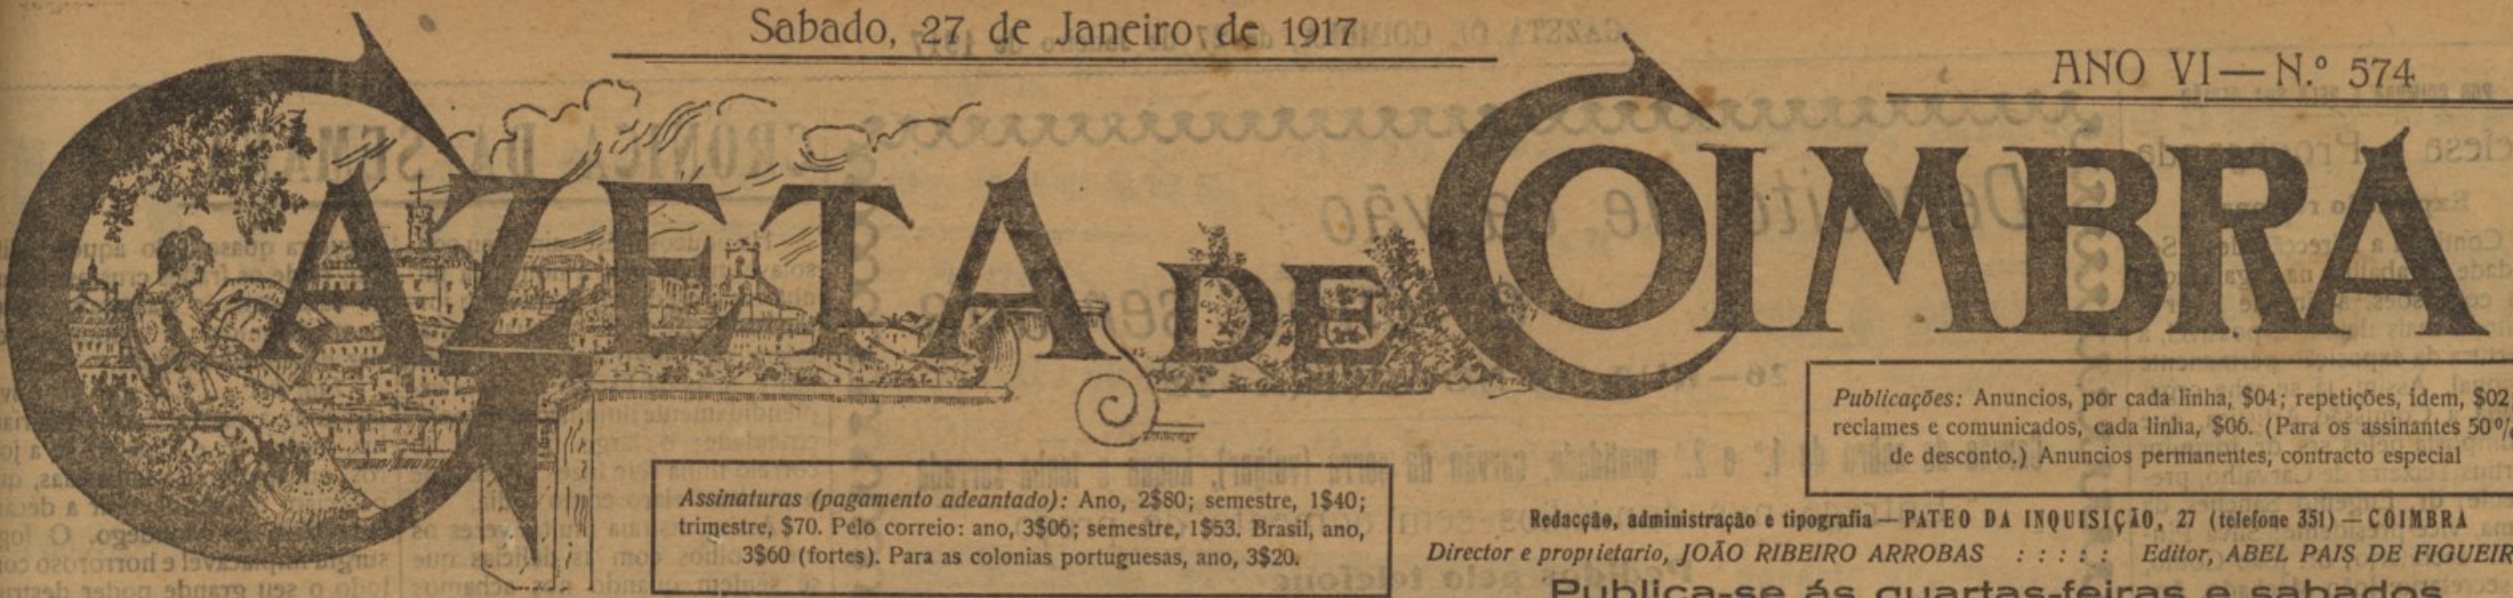 Sabado, 27 de Janeiro de 1917
ANO VI — N.º 574
GAZETA DE COIMBRA
Publicações: Anuncios, por cada linha, $04; repetições, idem, $02
reclames e comunicados, cada linha, $06. (Para os assinantes 50%
de desconto.) Anuncios permanentes, contracto especial
Assinaturas (pagamento adeantado): Ano, 2$80; semestre, 1$40;
trimestre, $70. Pelo correio: ano, 3$06; semestre, 1$53. Brasil, ano,
3$60 (fortes). Para as colonias portuguesas, ano, 3$20.
Redacção, administração e tipografia — PATEO DA INQUISIÇÃO, 27 (telefone 351) — COIMBRA
Director e proprietario, JOÃO RIBEIRO ARROBAS : : : : : Editor, ABEL PAIS DE FIGUEIR
Publica-se ás quartas-feiras e sabados